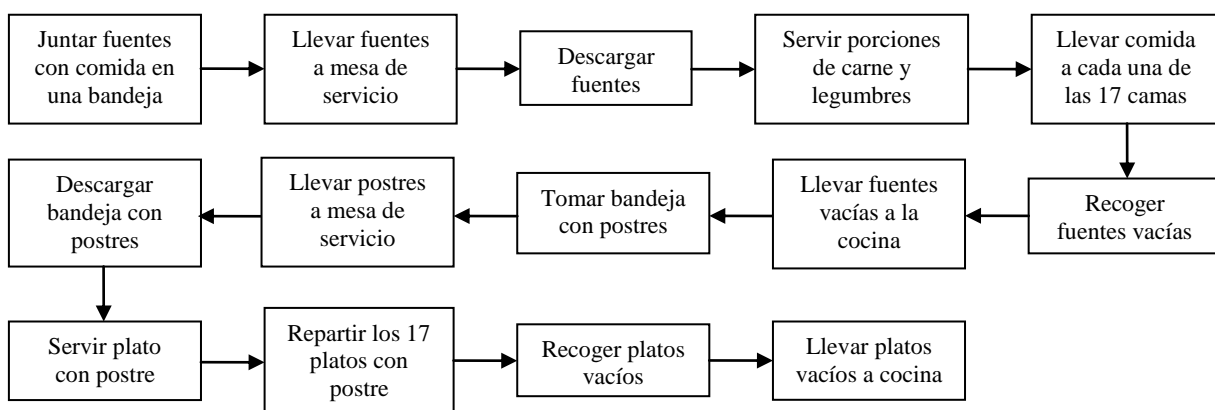 Juntar fuentes
con comida en
una bandeja
Llevar fuentes
a mesa de
servicio
Descargar
fuentes
Servir porciones
de carne y
legumbres
Llevar comida
a cada una de
las 17 camas
Recoger
fuentes vacías
Llevar fuentes
vacías a la
cocina
Tomar bandeja
con postres
Llevar postres
a mesa de
servicio
Descargar
bandeja con
postres
Servir plato
con postre
Repartir los 17
platos con
postre
Recoger platos
vacíos
Llevar platos
vacíos a cocina